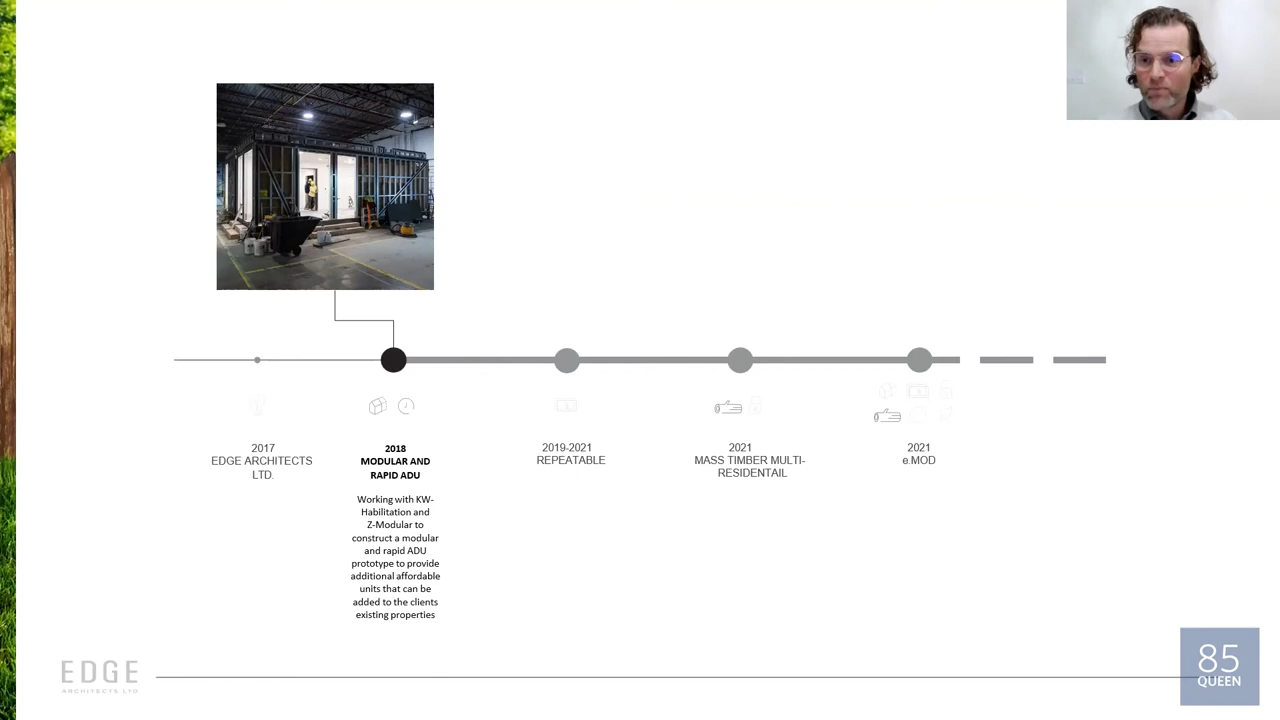 2017
EDGE ARCHITECTS
LTD.
2018
MODULAR AND
RAPID ADU
Working with KW-
Habilitation and
Z-Modular to
construct a modular
and rapid ADU
prototype to provide
additional affordable
units that can be
added to the clients
existing properties
2019-2021
REPEATABLE
2021
MASS TIMBER MULTI-
RESIDENTAIL
2021
e.MOD
EDGE
ARCHITECTS LTD
85
QUEEN